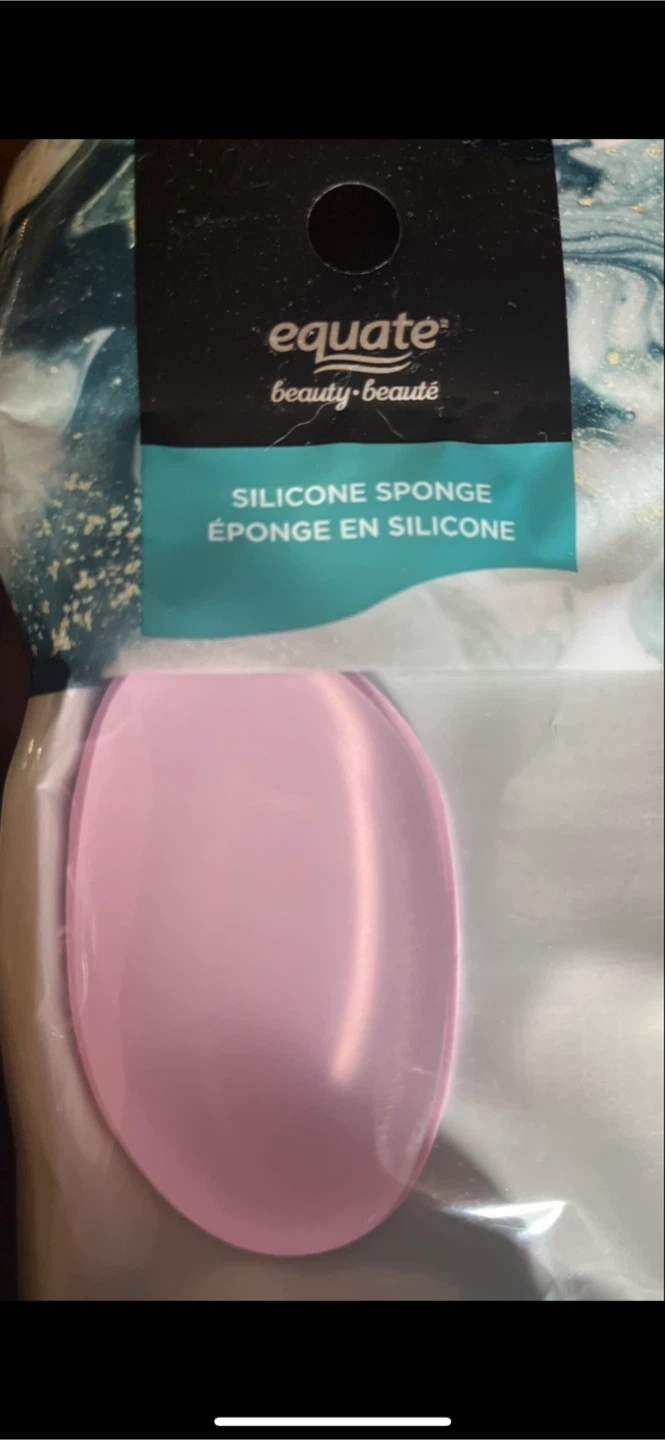 equate
beauty•beauté
SILICONE SPONGE
ÉPONGE EN SILICONE